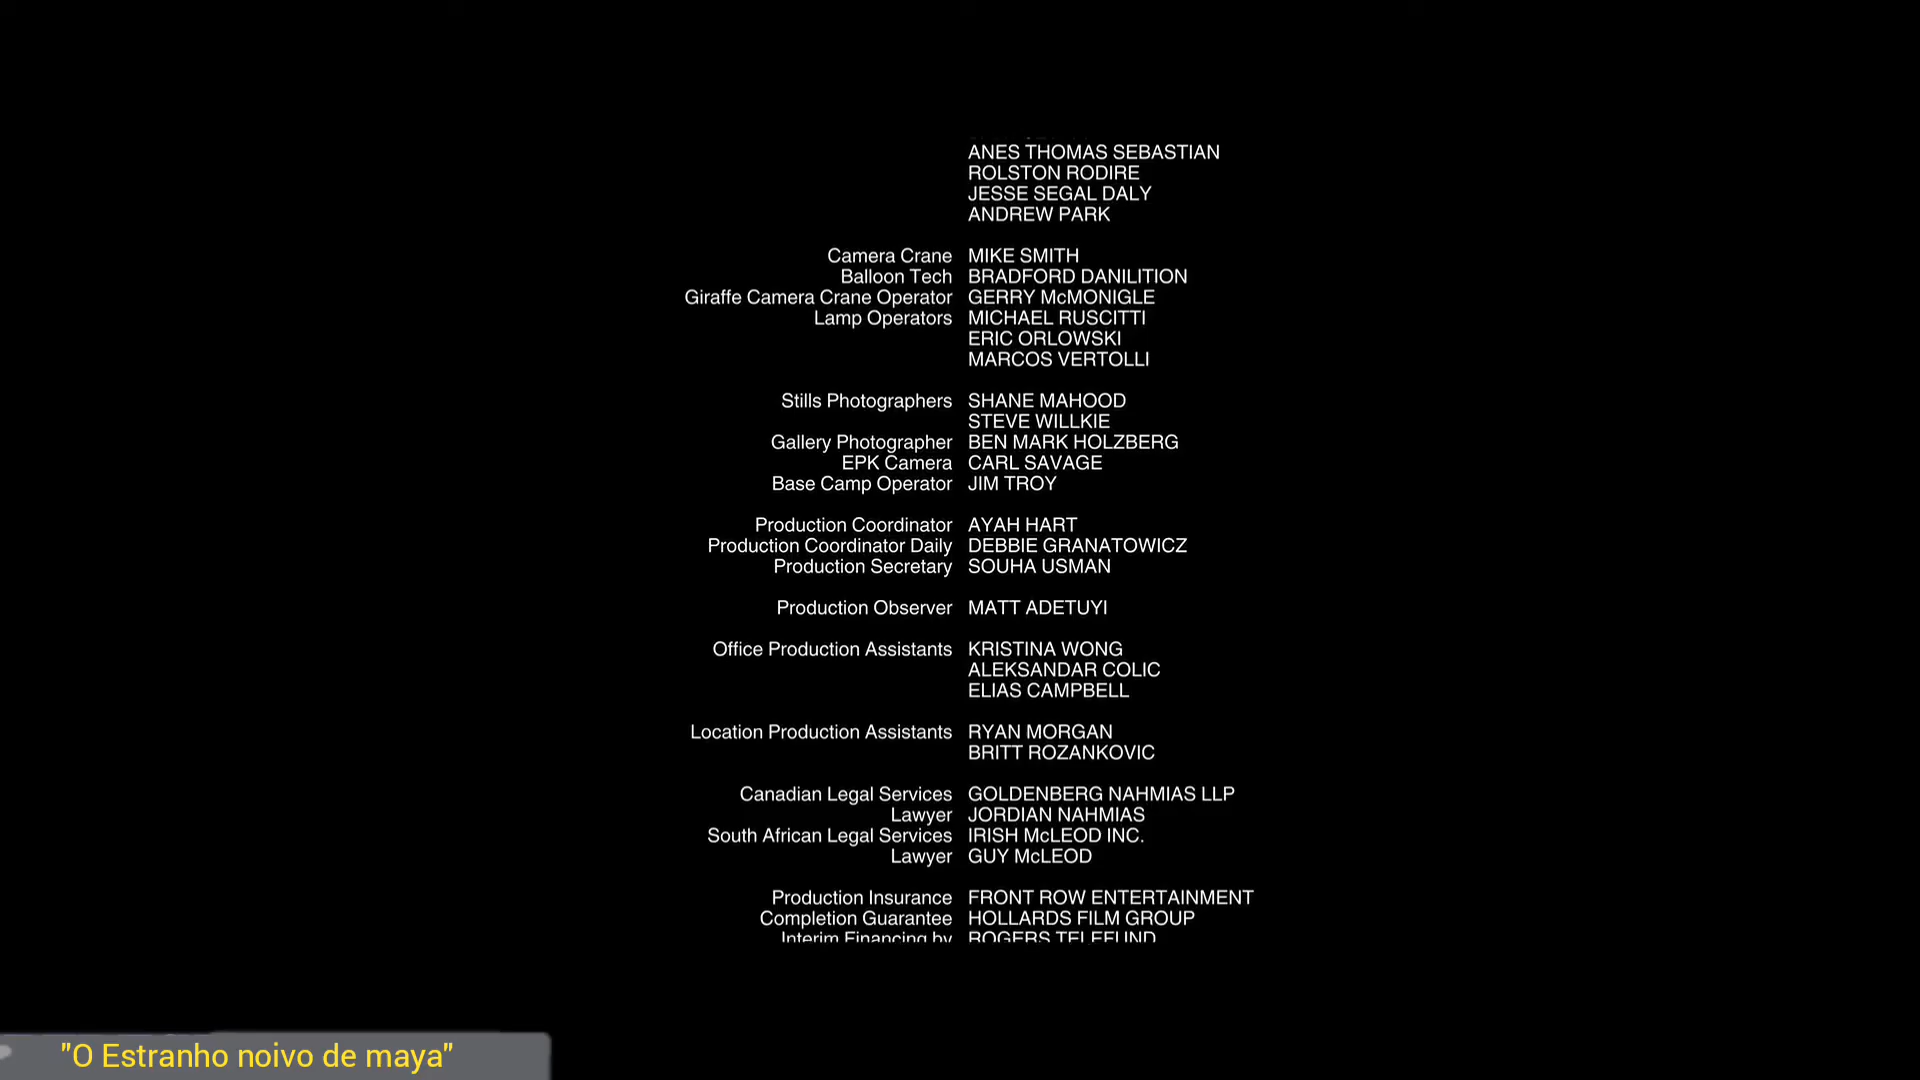 ANES THOMAS SEBASTIAN
ROLSTON RODIRE
JESSE SEGAL DALY
ANDREW PARK
Camera Crane MIKE SMITH
Balloon Tech BRADFORD DANILITION
Giraffe Camera Crane Operator GERRY McMONIGLE
Lamp Operators MICHAEL RUSCITTI
ERIC ORLOWSKI
MARCOS VERTOLLI
Stills Photographers SHANE MAHOOD
STEVE WILLKIE
Gallery Photographer BEN MARK HOLZBERG
EPK Camera CARL SAVAGE
Base Camp Operator JIM TROY
Production Coordinator AYAH HART
Production Coordinator Daily DEBBIE GRANATOWICZ
Production Secretary SOUHA USMAN
Production Observer MATT ADETUYI
Office Production Assistants KRISTINA WONG
ALEKSANDAR COLIC
ELIAS CAMPBELL
Location Production Assistants RYAN MORGAN
BRITT ROZANKOVIC
Canadian Legal Services GOLDENBERG NAHMIAS LLP
Lawyer JORDIAN NAHMIAS
South African Legal Services IRISH McLEOD INC.
Lawyer GUY McLEOD
Production Insurance FRONT ROW ENTERTAINMENT
Completion Guarantee HOLLARDS FILM GROUP
Interim Financing by ROGERS TELEFUND
"O Estranho noivo de maya"